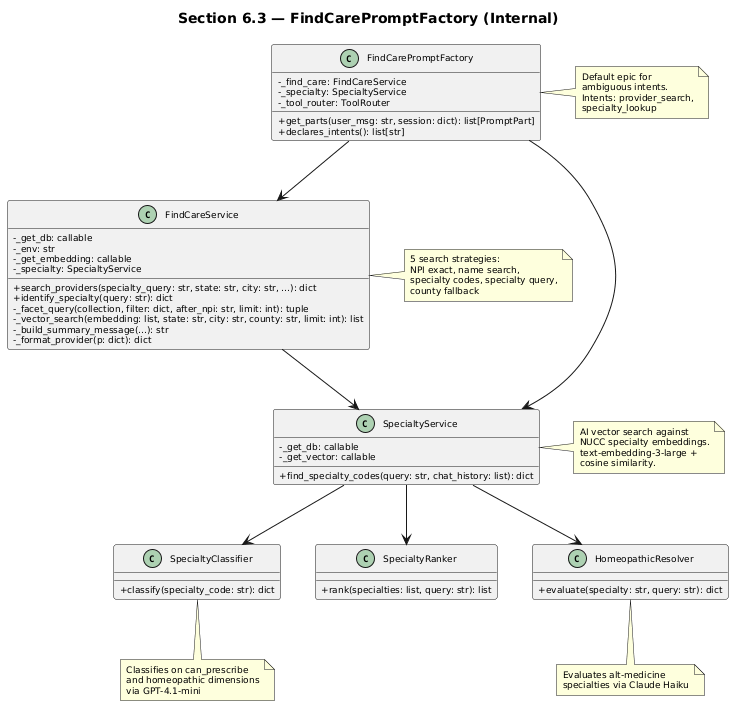 Section 6.3 — FindCarePromptFactory (Internal)
C FindCarePromptFactory
-_find_care: FindCareService
-_specialty: SpecialtyService
-_tool_router: ToolRouter
+get_parts(user_msg: str, session: dict): list[PromptPart]
+declares_intents(): list[str]
Default epic for
ambiguous intents.
Intents: provider_search,
specialty_lookup
C FindCareService
-_get_db: callable
-_env: str
-_get_embedding: callable
-_specialty: SpecialtyService
+search_providers(specialty_query: str, state: str, city: str, ...): dict
+identify_specialty(query: str): dict
-_facet_query(collection, filter: dict, after_npi: str, limit: int): tuple
-_vector_search(embedding: list, state: str, city: str, county: str, limit: int): list
-_build_summary_message(...): str
-_format_provider(p: dict): dict
5 search strategies:
NPI exact, name search,
specialty codes, specialty query,
county fallback
C SpecialtyService
-_get_db: callable
-_get_vector: callable
+find_specialty_codes(query: str, chat_history: list): dict
AI vector search against
NUCC specialty embeddings.
text-embedding-3-large +
cosine similarity.
C SpecialtyClassifier
+classify(specialty_code: str): dict
C SpecialtyRanker
+rank(specialties: list, query: str): list
C HomeopathicResolver
+evaluate(specialty: str, query: str): dict
Classifies on can_prescribe
and homeopathic dimensions
via GPT-4.1-mini
Evaluates alt-medicine
specialties via Claude Haiku